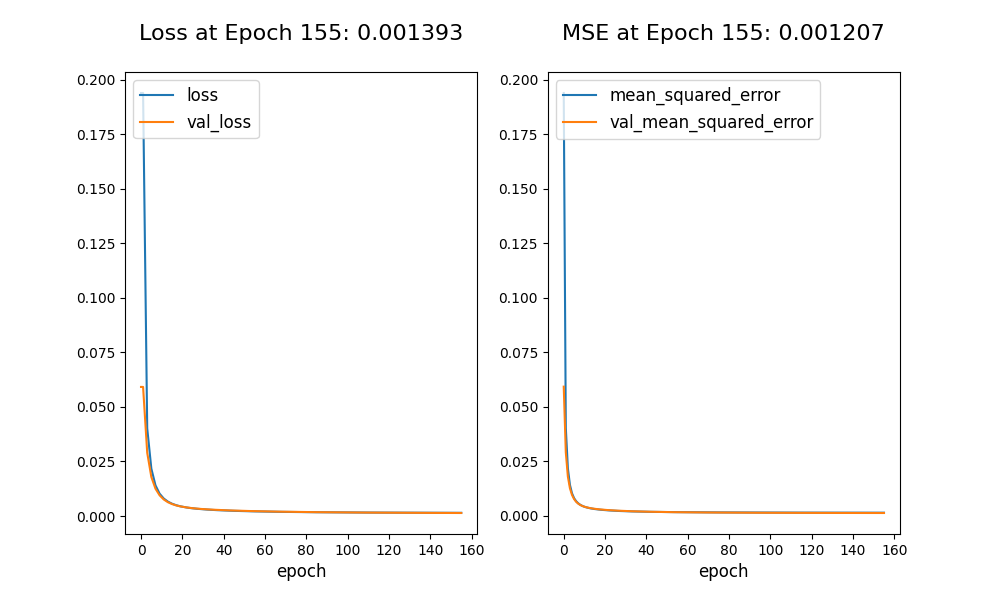 Loss at Epoch 155: 0.001393
0.200
0.175
0.150
0.125
0.100
0.075
0.050
0.025
0.000
loss
val_loss
0 20 40 60 80 100 120 140 160
epoch
MSE at Epoch 155: 0.001207
0.200
0.175
0.150
0.125
0.100
0.075
0.050
0.025
0.000
mean_squared_error
val_mean_squared_error
0 20 40 60 80 100 120 140 160
epoch